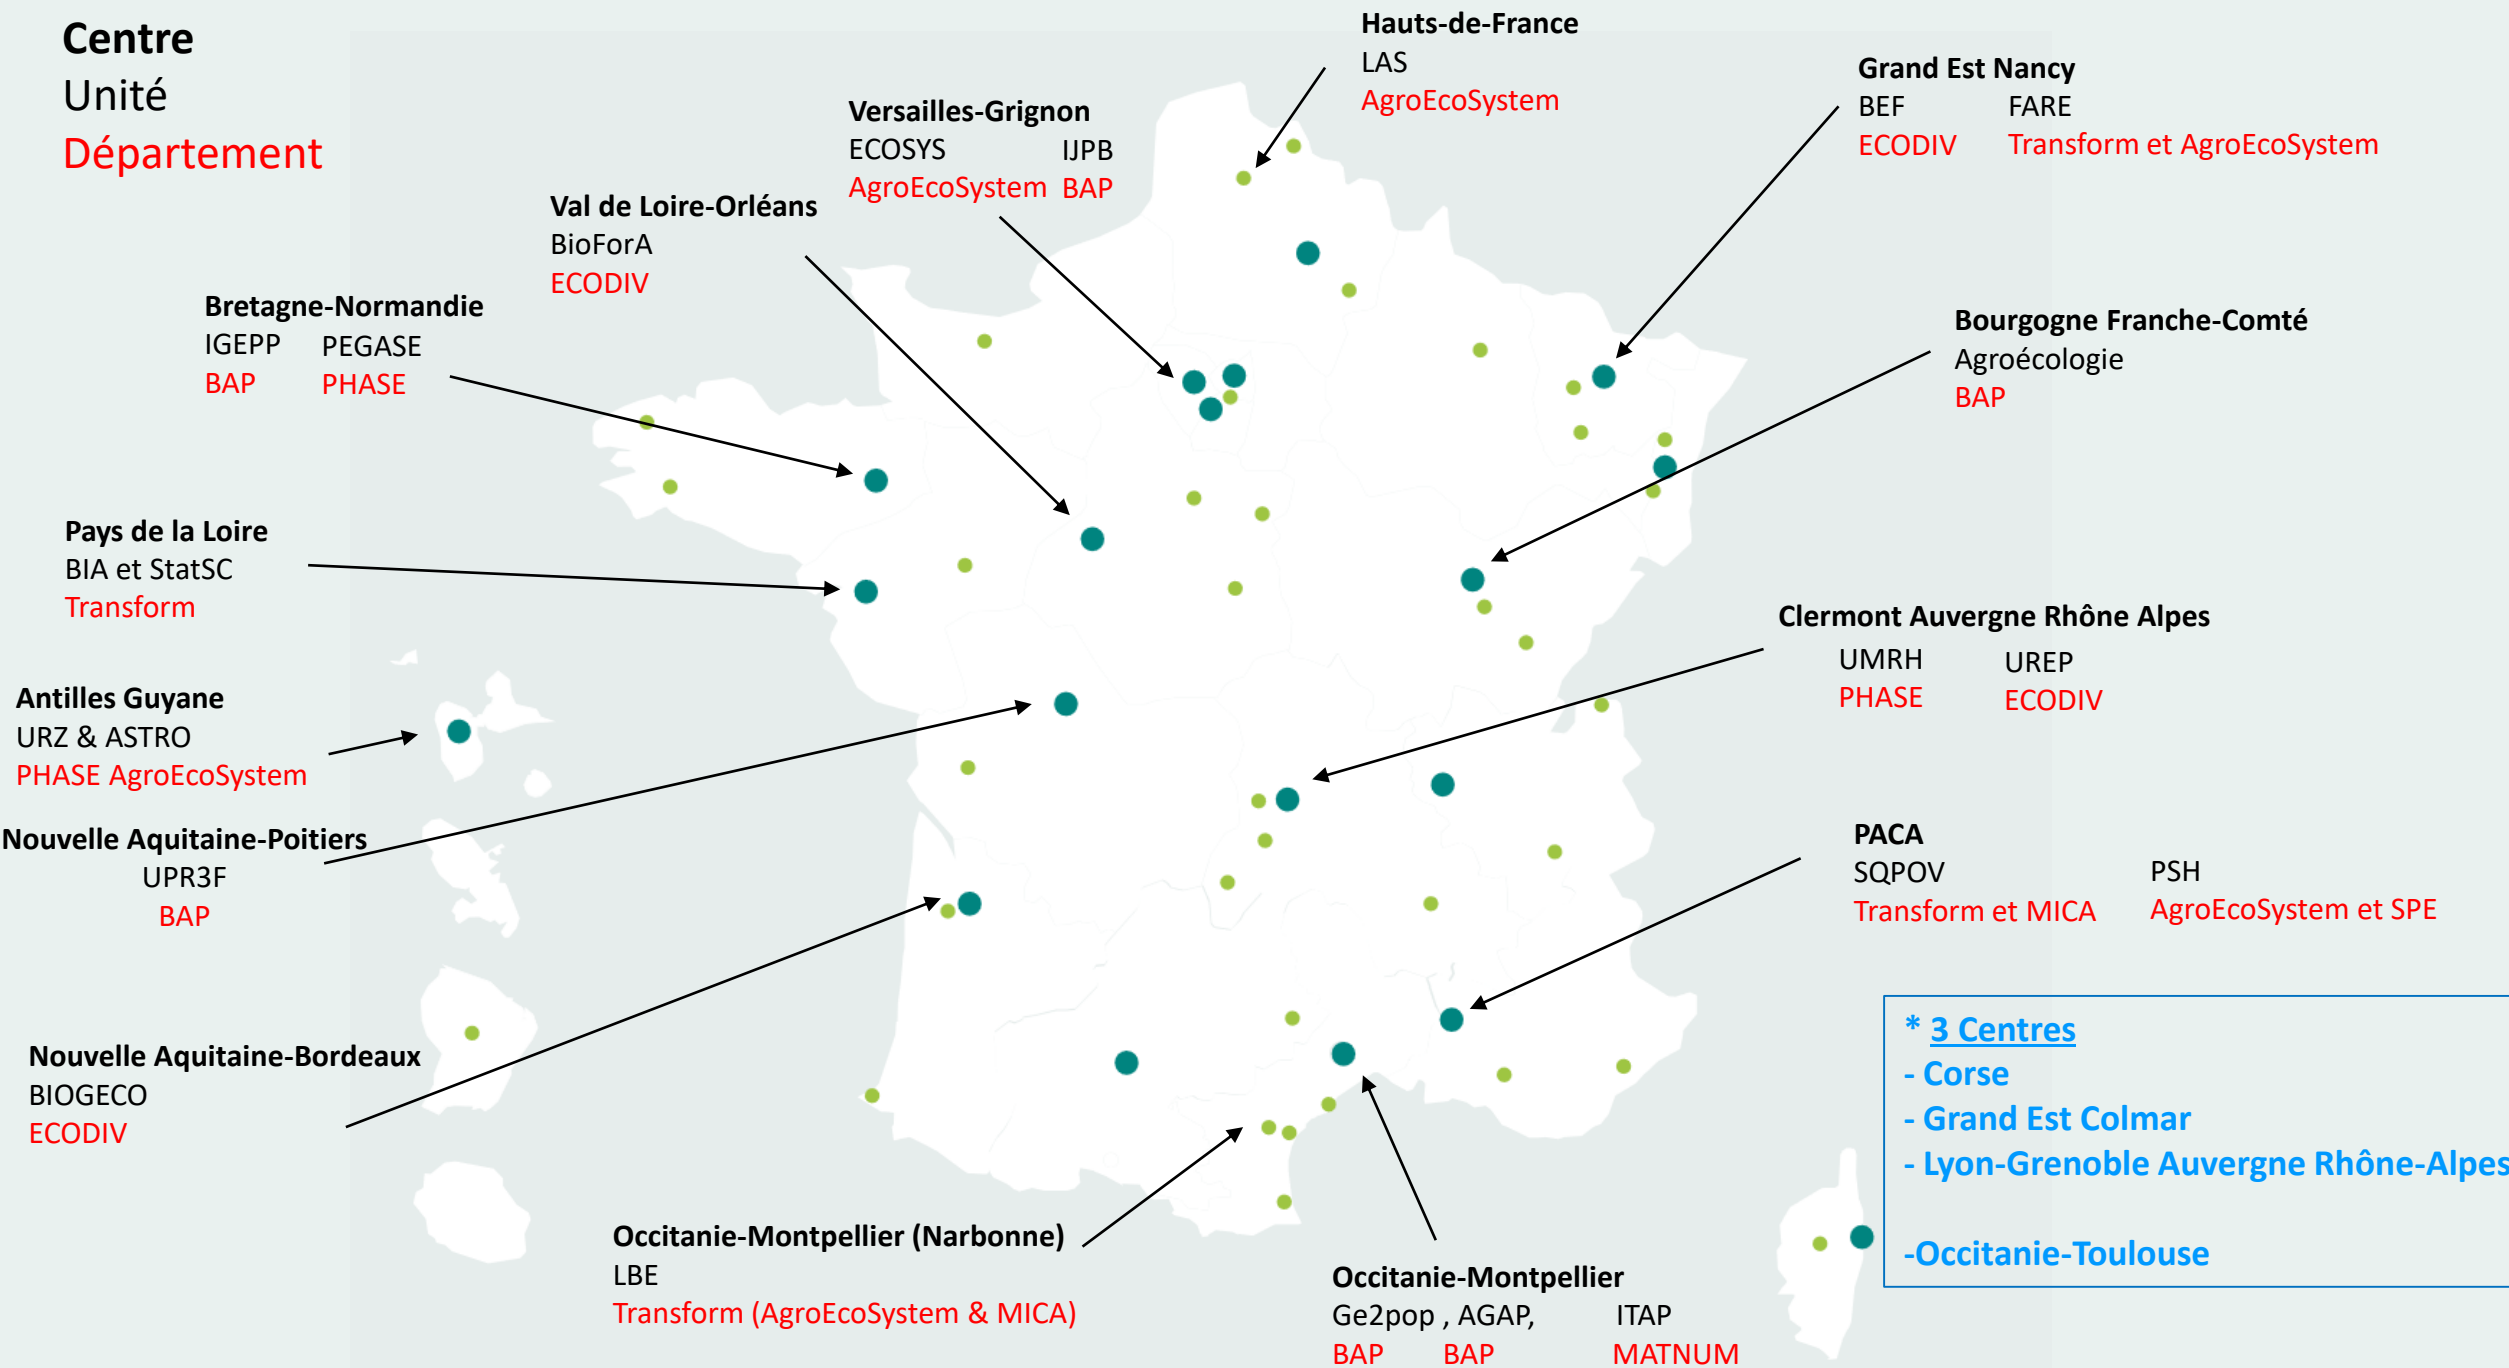 Centre
Unité
Département
Hauts-de-France
LAS
AgroEcoSystem
Grand Est Nancy
BEF FARE
ECODIV Transform et AgroEcoSystem
Versailles-Grignon
ECOSYS IJPB
AgroEcoSystem BAP
Val de Loire-Orléans
BioForA
ECODIV
Bretagne-Normandie
IGEPP PEGASE
BAP PHASE
Bourgogne Franche-Comté
Agroécologie
BAP
Pays de la Loire
BIA et StatSC
Transform
Clermont Auvergne Rhône Alpes
UMRH UREP
PHASE ECODIV
Antilles Guyane
URZ & ASTRO
PHASE AgroEcoSystem
Nouvelle Aquitaine-Poitiers
UPR3F
BAP
PACA
SQPOV PSH
Transform et MICA AgroEcoSystem et SPE
Nouvelle Aquitaine-Bordeaux
BIOGECO
ECODIV
* 3 Centres
- Corse
- Grand Est Colmar
- Lyon-Grenoble Auvergne Rhône-Alpes
-Occitanie-Toulouse
Occitanie-Montpellier (Narbonne)
LBE
Transform (AgroEcoSystem & MICA)
Occitanie-Montpellier
Ge2pop , AGAP, ITAP
BAP BAP MATNUM